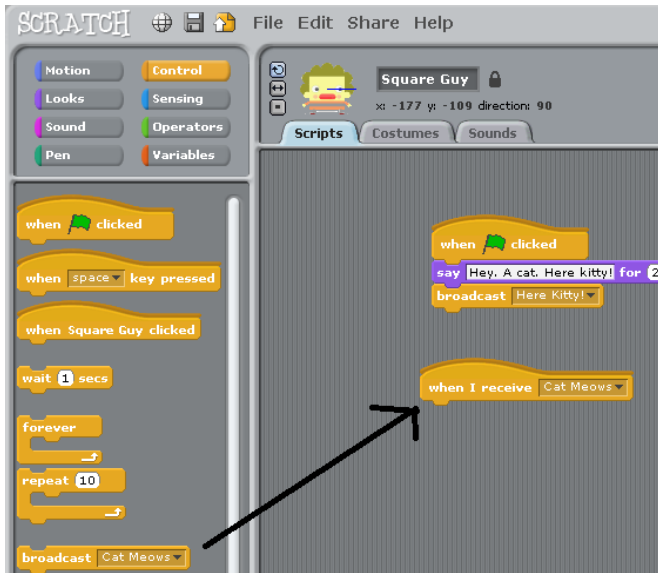 SCRATCH File Edit Share Help
Motion Control
Looks Sensing
Sound Operators
Pen Variables
Square Guy
x: -177 y: -109 direction: 90
Scripts Costumes Sounds
when clicked
when space key pressed
when Square Guy clicked
wait 1 secs
forever
repeat 10
broadcast Cat Meows
when clicked
say Hey. A cat. Here kitty! for 2
broadcast Here Kitty!
when I receive Cat Meows